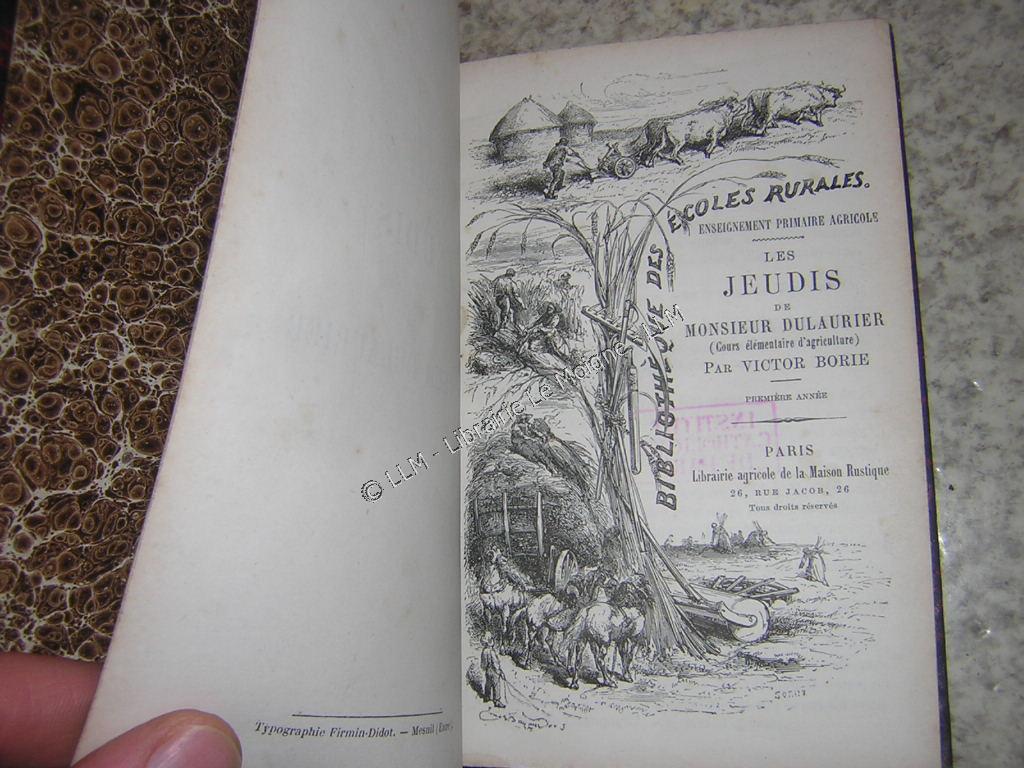 BIBLIOTHÈQUE DES ÉCOLES RURALES.
ENSEIGNEMENT PRIMAIRE AGRICOLE
LES
JEUDIS
DE
MONSIEUR DULAURIER
(Cours élémentaire d'agriculture)
PAR VICTOR BORIE
PREMIÈRE ANNÉE
PARIS
Librairie agricole de la Maison Rustique
26, RUE JACOB, 26
Tous droits réservés
Typographie Firmin-Didot. — Mesnil (Eure).
© LLM - Librairie Le Moigne LLM